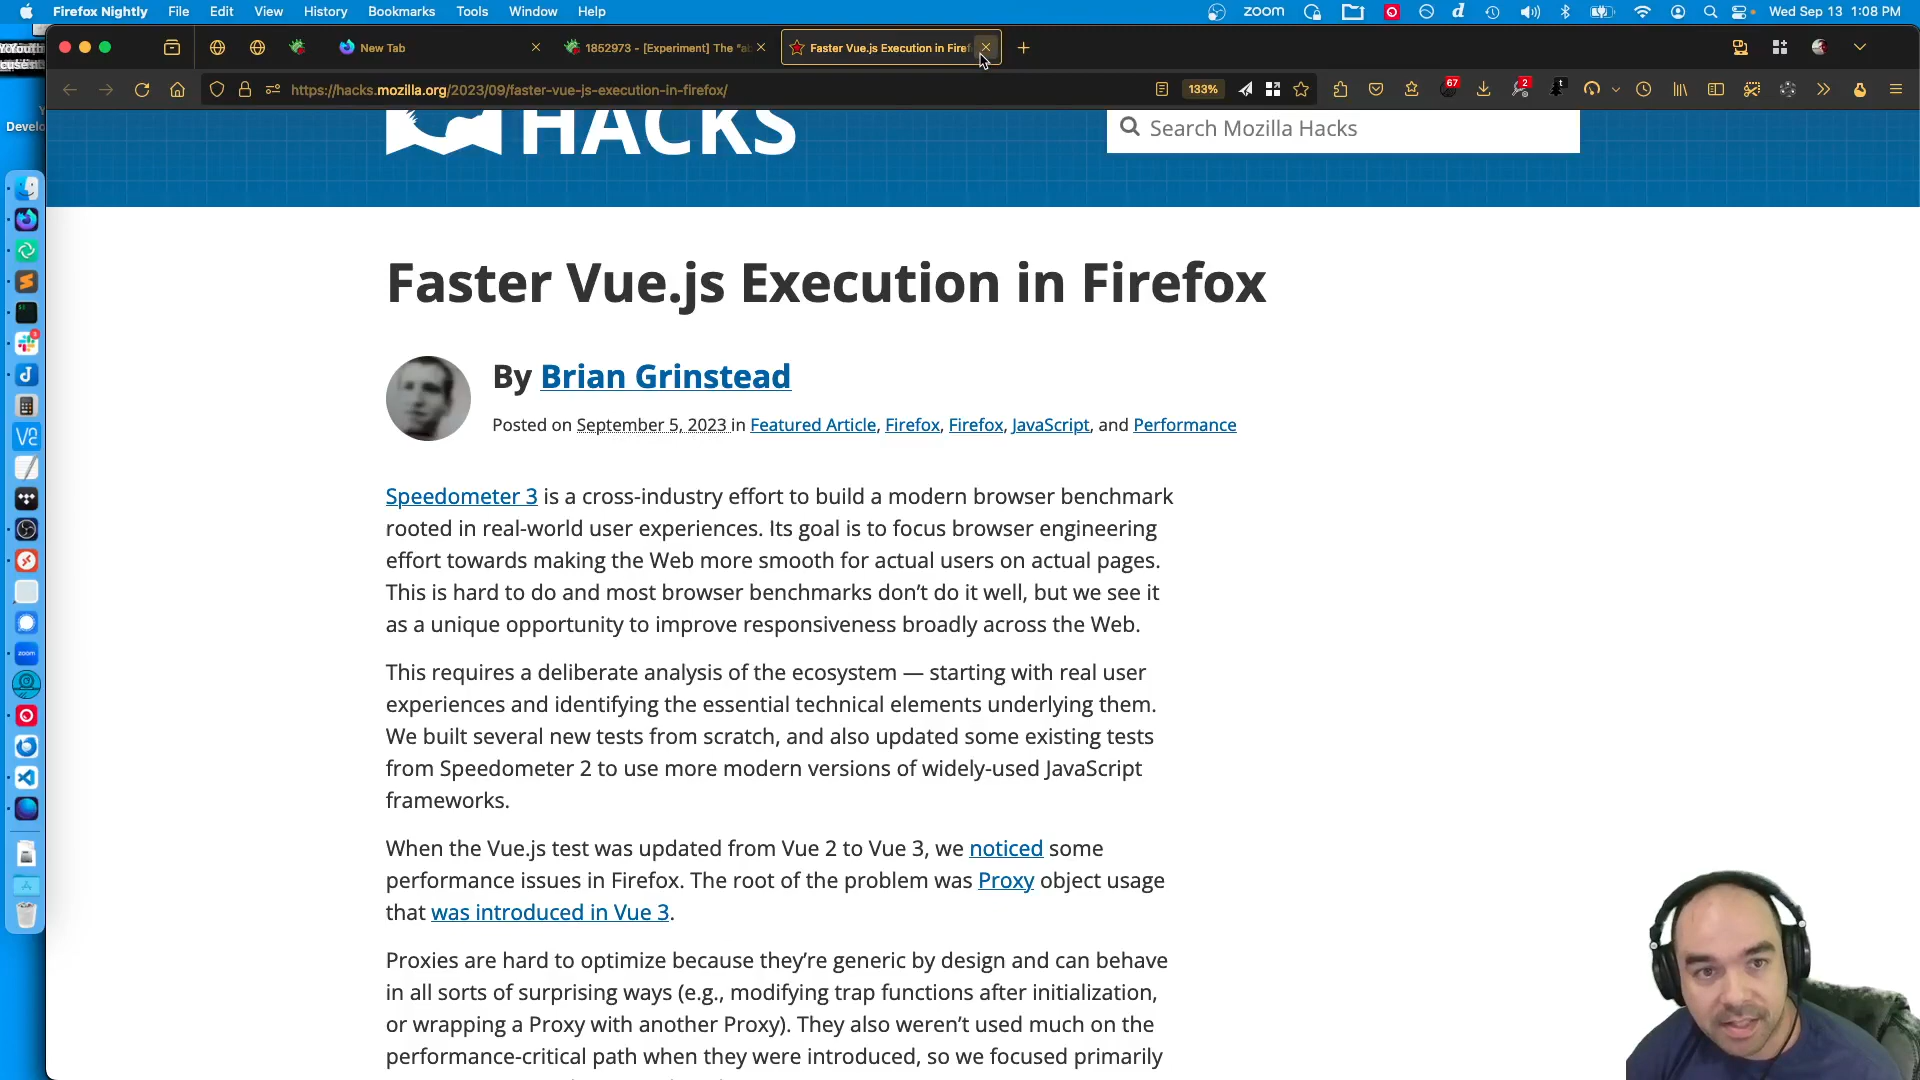 Firefox Nightly File Edit View History Bookmarks Tools Window Help zoom Wed Sep 13 1:08 PM
New Tab 1852973 - [Experiment] The "ab Faster Vue.js Execution in Firef
https://hacks.mozilla.org/2023/09/faster-vue-js-execution-in-firefox/ 133% 67 2
Develo
HACKS
Search Mozilla Hacks
Faster Vue.js Execution in Firefox
By Brian Grinstead
Posted on September 5, 2023 in Featured Article, Firefox, Firefox, JavaScript, and Performance
Speedometer 3 is a cross-industry effort to build a modern browser benchmark
rooted in real-world user experiences. Its goal is to focus browser engineering
effort towards making the Web more smooth for actual users on actual pages.
This is hard to do and most browser benchmarks don’t do it well, but we see it
as a unique opportunity to improve responsiveness broadly across the Web.
This requires a deliberate analysis of the ecosystem — starting with real user
experiences and identifying the essential technical elements underlying them.
We built several new tests from scratch, and also updated some existing tests
from Speedometer 2 to use more modern versions of widely-used JavaScript
frameworks.
When the Vue.js test was updated from Vue 2 to Vue 3, we noticed some
performance issues in Firefox. The root of the problem was Proxy object usage
that was introduced in Vue 3.
Proxies are hard to optimize because they’re generic by design and can behave
in all sorts of surprising ways (e.g., modifying trap functions after initialization,
or wrapping a Proxy with another Proxy). They also weren’t used much on the
performance-critical path when they were introduced, so we focused primarily